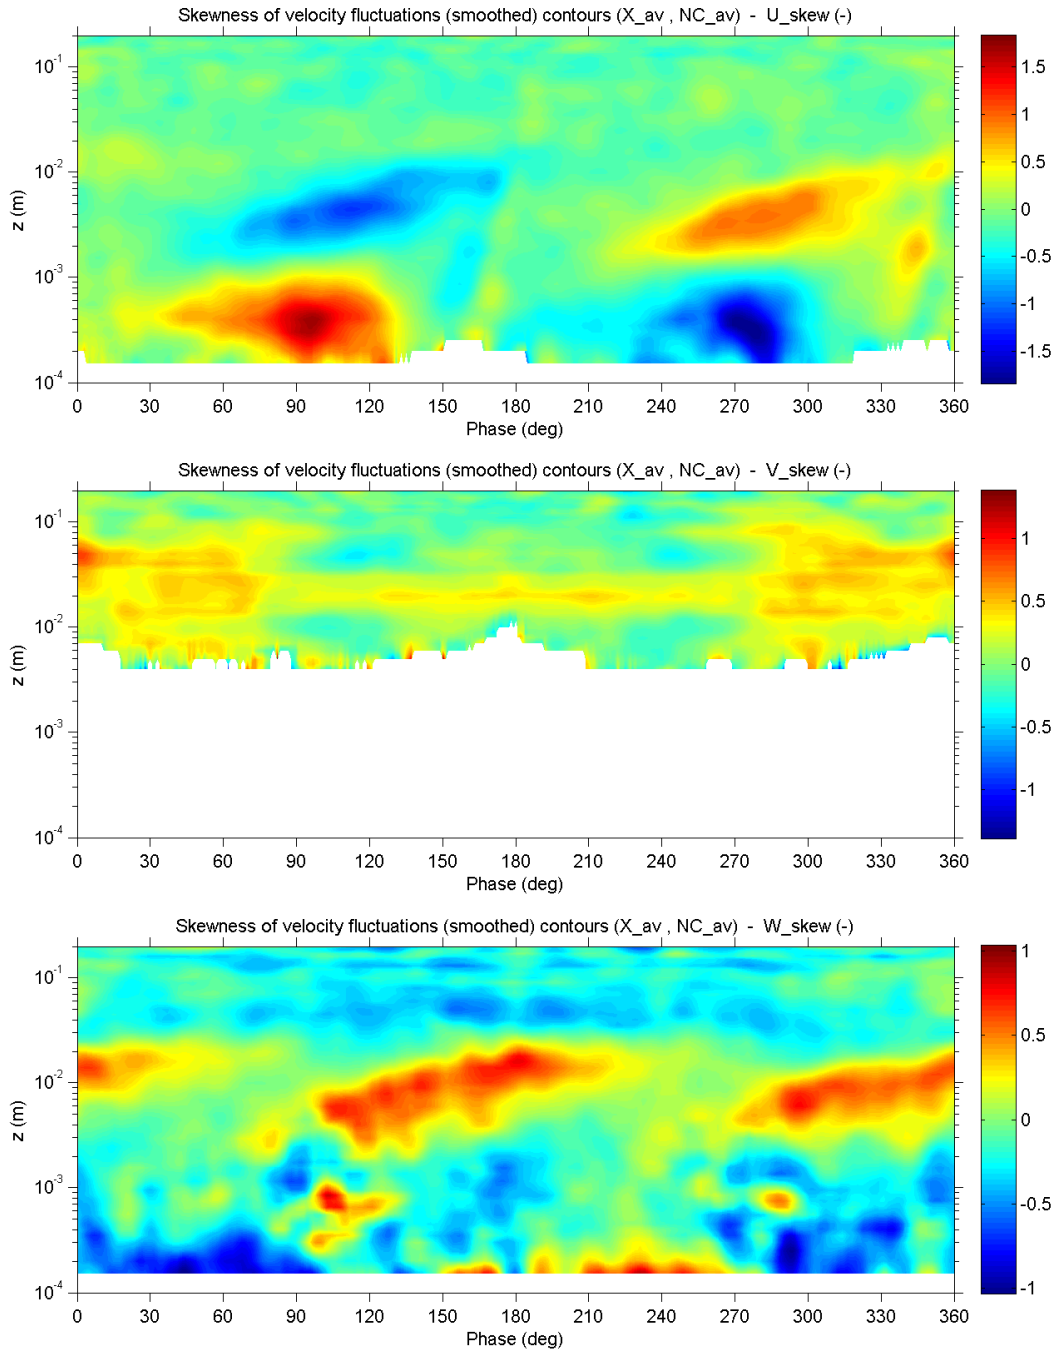 Skewness of velocity fluctuations (smoothed) contours (X_av , NC_av)  -  U_skew (-)
10-1
10-2
10-3
10-4
z (m)
0 30 60 90 120 150 180 210 240 270 300 330 360
Phase (deg)
1.5
1
0.5
0
-0.5
-1
-1.5
Skewness of velocity fluctuations (smoothed) contours (X_av , NC_av)  -  V_skew (-)
10-1
10-2
10-3
10-4
z (m)
0 30 60 90 120 150 180 210 240 270 300 330 360
Phase (deg)
1
0.5
0
-0.5
-1
Skewness of velocity fluctuations (smoothed) contours (X_av , NC_av)  -  W_skew (-)
10-1
10-2
10-3
10-4
z (m)
0 30 60 90 120 150 180 210 240 270 300 330 360
Phase (deg)
1
0.5
0
-0.5
-1